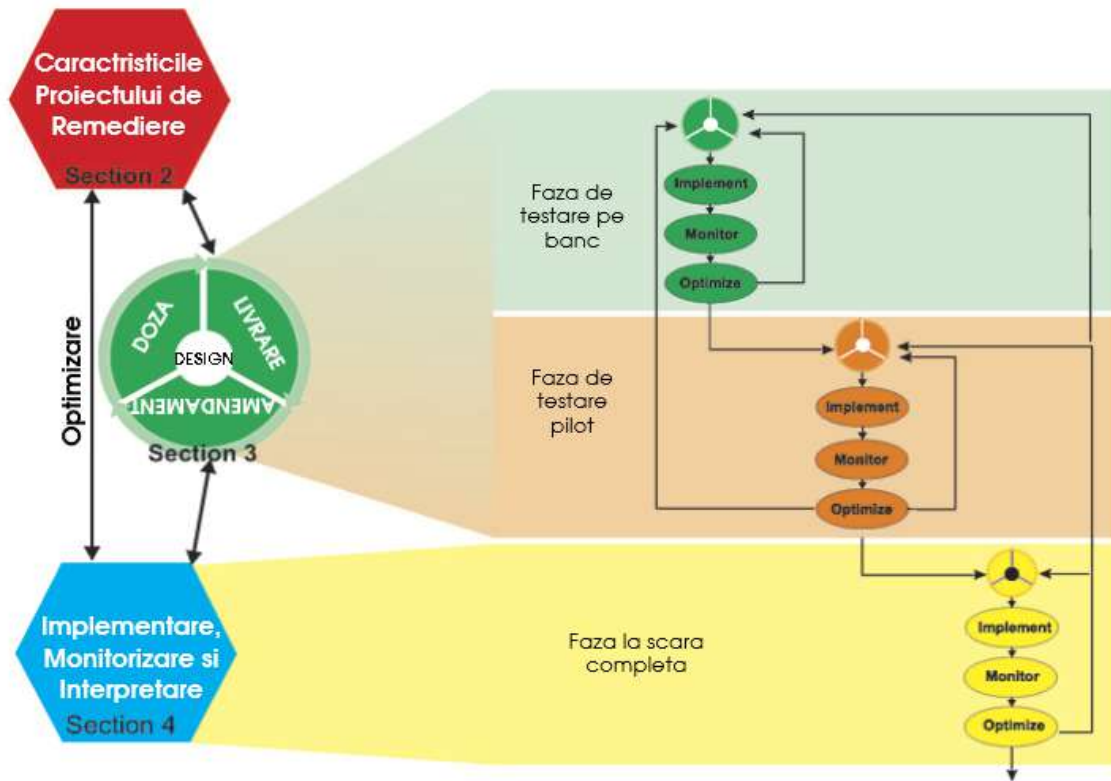 Caractristicile
Proiectului de
Remediere
Section 2
Optimizare
DOZA
LIVRARE
DESIGN
AMENDAMENT
Section 3
Implementare,
Monitorizare si
Interpretare
Section 4
Faza de
testare pe
banc
Implement
Monitor
Optimize
Faza de
testare
pilot
Implement
Monitor
Optimize
Faza la scara
completa
Implement
Monitor
Optimize